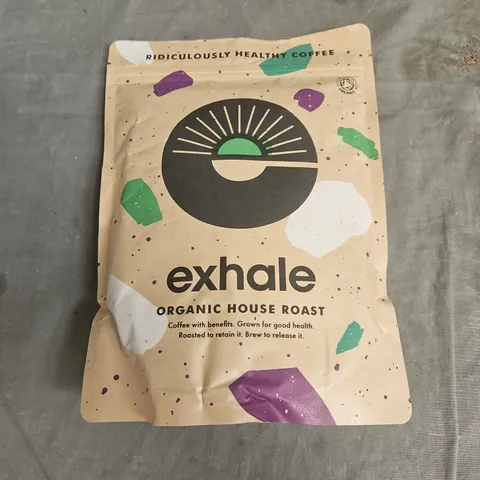 RIDICULOUSLY HEALTHY COFFEE
exhale
ORGANIC HOUSE ROAST
Coffee with benefits. Grown for good health.
Roasted to retain it. Brew to release it.